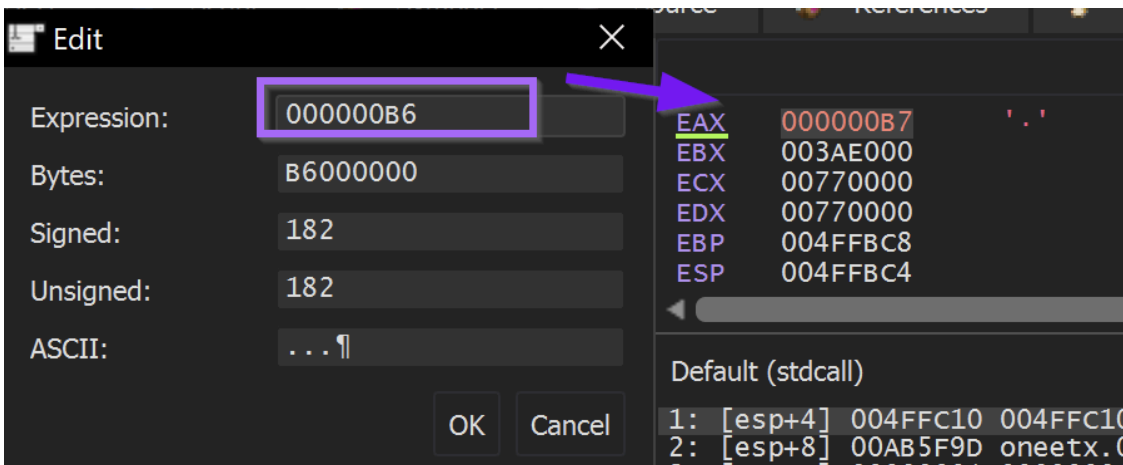 References
Edit
Expression: 000000B6
Bytes: B6000000
Signed: 182
Unsigned: 182
ASCII: ...¶
OK Cancel
EAX 000000B7 '.'
EBX 003AE000
ECX 00770000
EDX 00770000
EBP 004FFBC8
ESP 004FFBC4
Default (stdcall)
1: [esp+4] 004FFC10 004FFC10
2: [esp+8] 00AB5F9D oneetx.